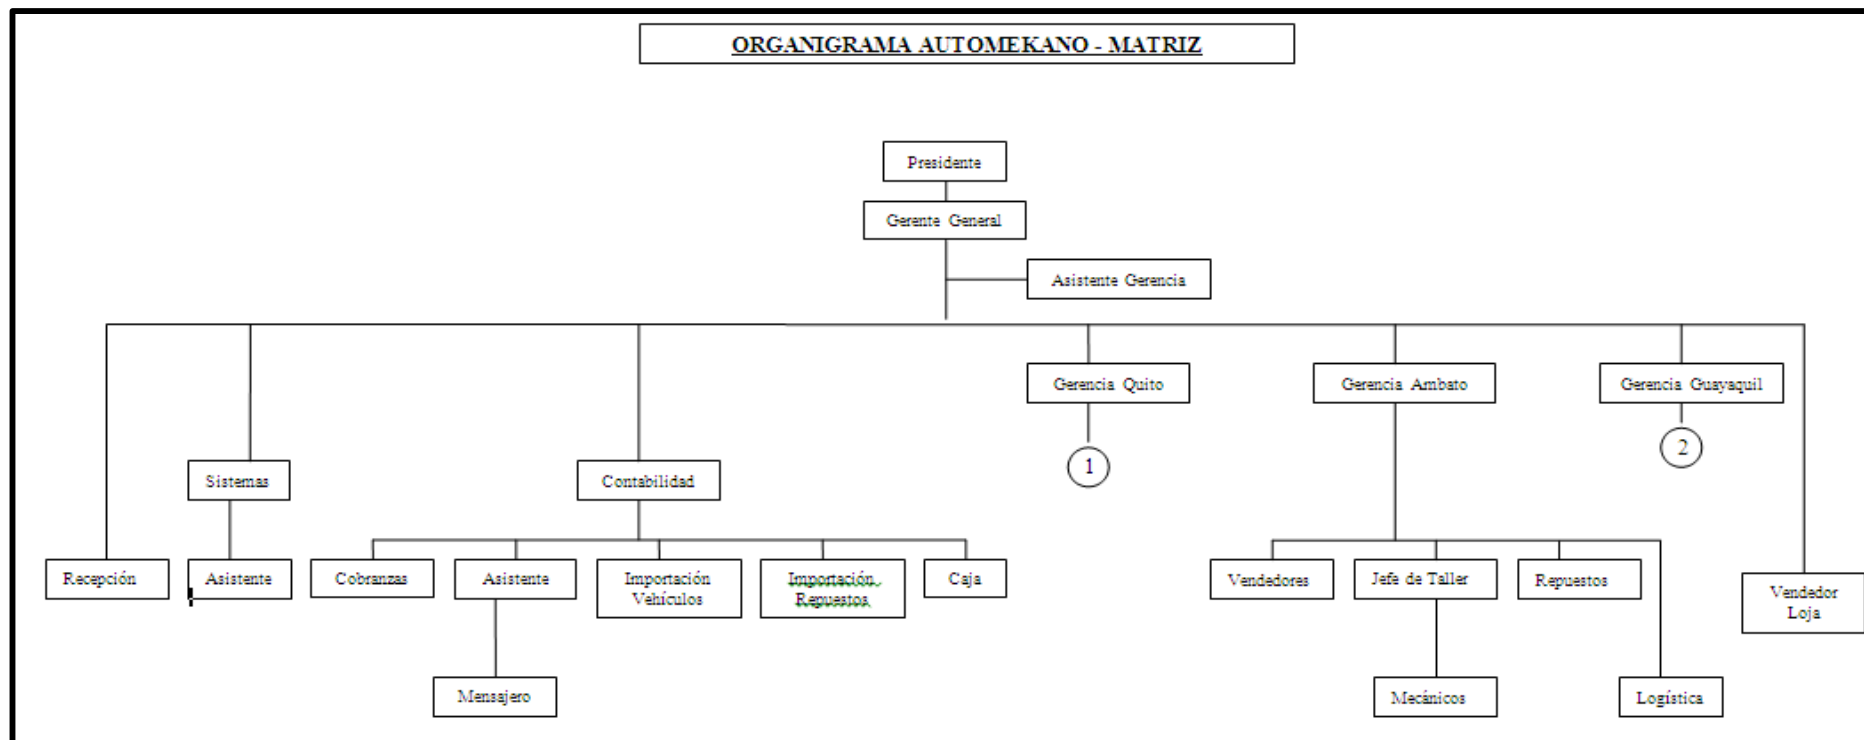 ORGANIGRAMA AUTOMEKANO - MATRIZ
Presidente
Gerente General
Asistente Gerencia
Gerencia Quito
Gerencia Ambato
Gerencia Guayaquil
1
2
Sistemas
Contabilidad
Recepción
Asistente
Cobranzas
Asistente
Importación
Vehículos
Importación
Repuestos
Caja
Vendedores
Jefe de Taller
Repuestos
Vendedor
Loja
Mensajero
Mecánicos
Logística